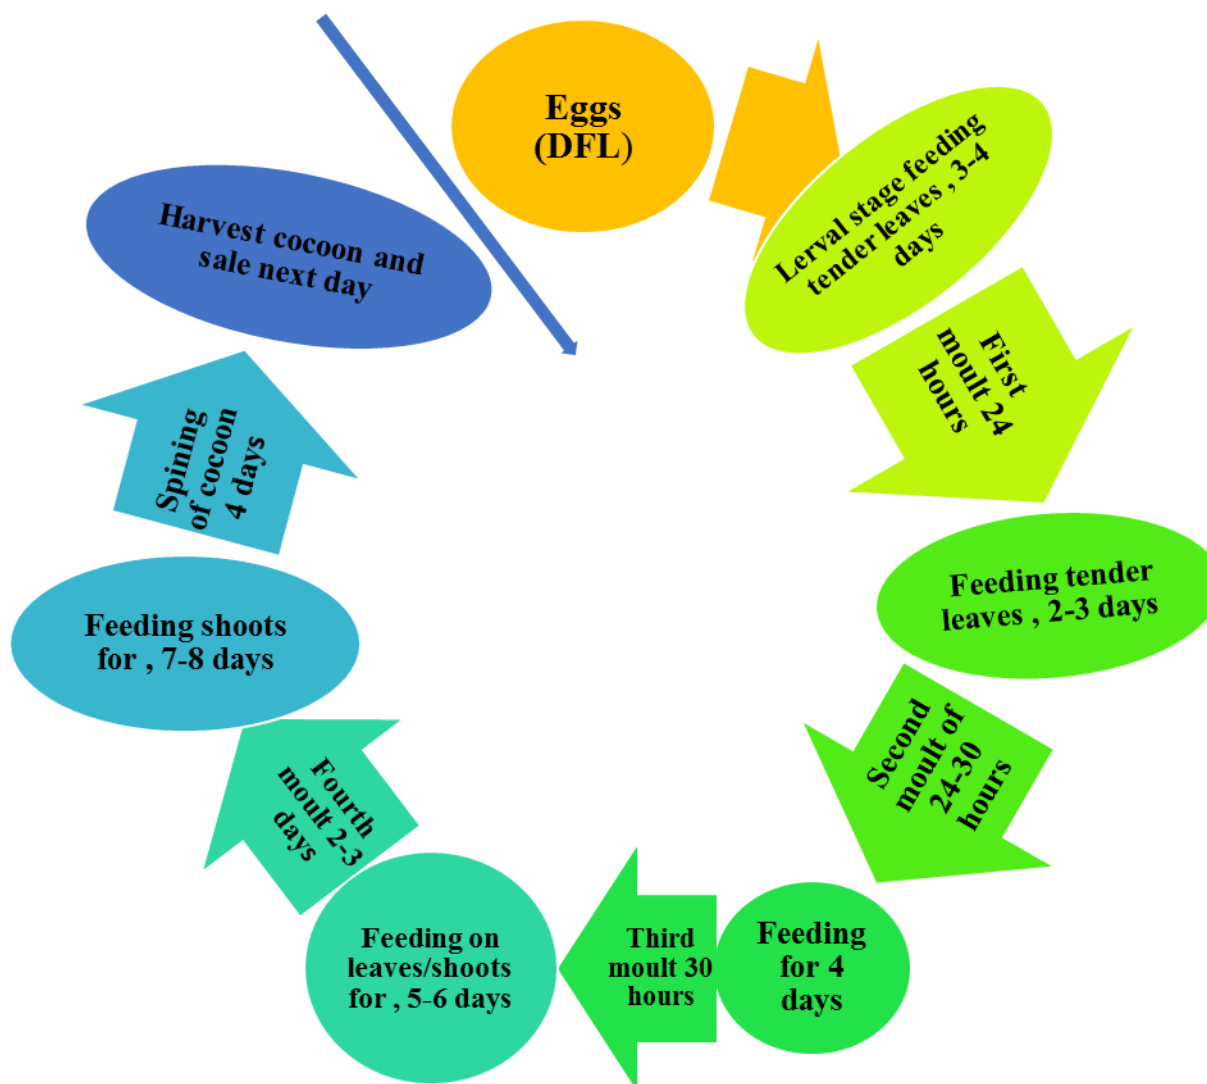 Eggs
(DFL)
Lerval stage feeding
tender leaves , 3-4
days
First
moult 24
hours
Feeding tender
leaves , 2-3 days
Second
moult of
24-30
hours
Feeding
for 4
days
Third
moult 30
hours
Feeding on
leaves/shoots
for , 5-6 days
Fourth
moult 2-3
days
Feeding shoots
for , 7-8 days
Spining
of cocoon
4 days
Harvest cocoon and
sale next day